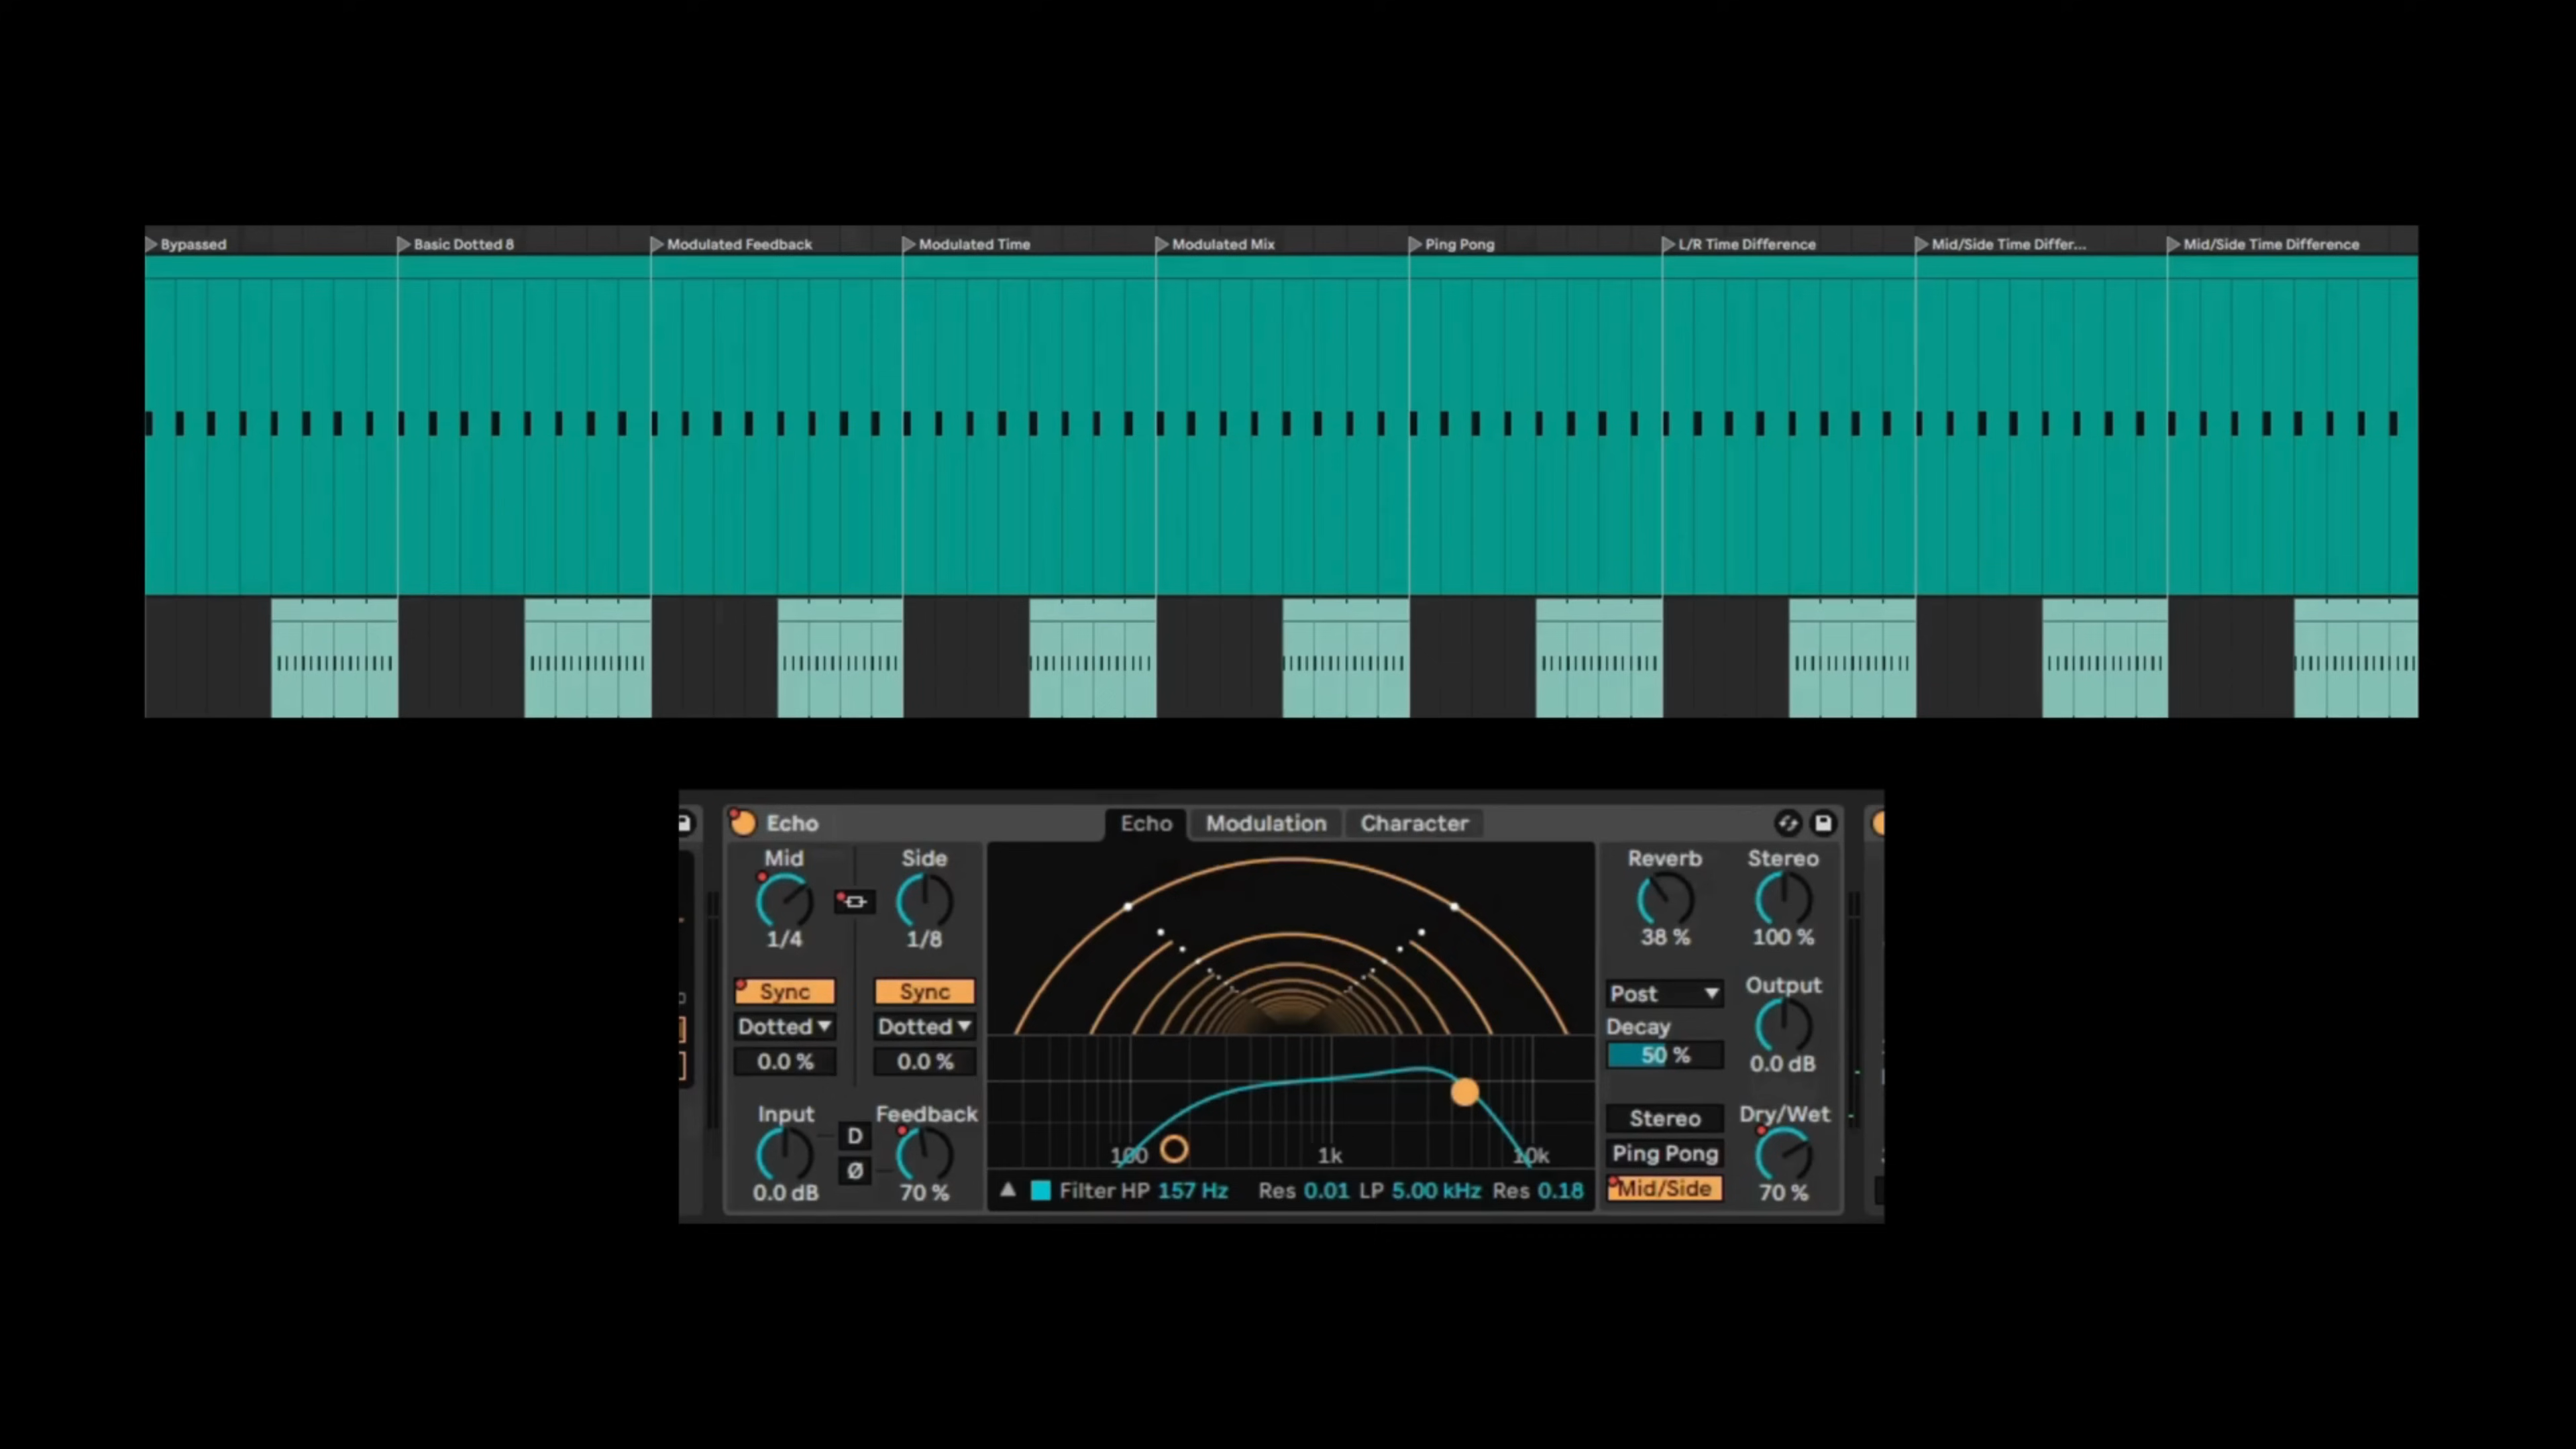 Bypassed
Basic Dotted 8
Modulated Feedback
Modulated Time
Modulated Mix
Ping Pong
L/R Time Difference
Mid/Side Time Differ...
Mid/Side Time Difference
Echo
Echo
Modulation
Character
Mid
Side
1/4
1/8
Sync
Sync
Dotted
Dotted
0.0 %
0.0 %
Input
Feedback
D
Ø
0.0 dB
70 %
100
1k
10k
Filter HP 157 Hz Res 0.01 LP 5.00 kHz Res 0.18
Reverb
Stereo
38 %
100 %
Post
Output
Decay
50 %
0.0 dB
Stereo
Dry/Wet
Ping Pong
Mid/Side
70 %